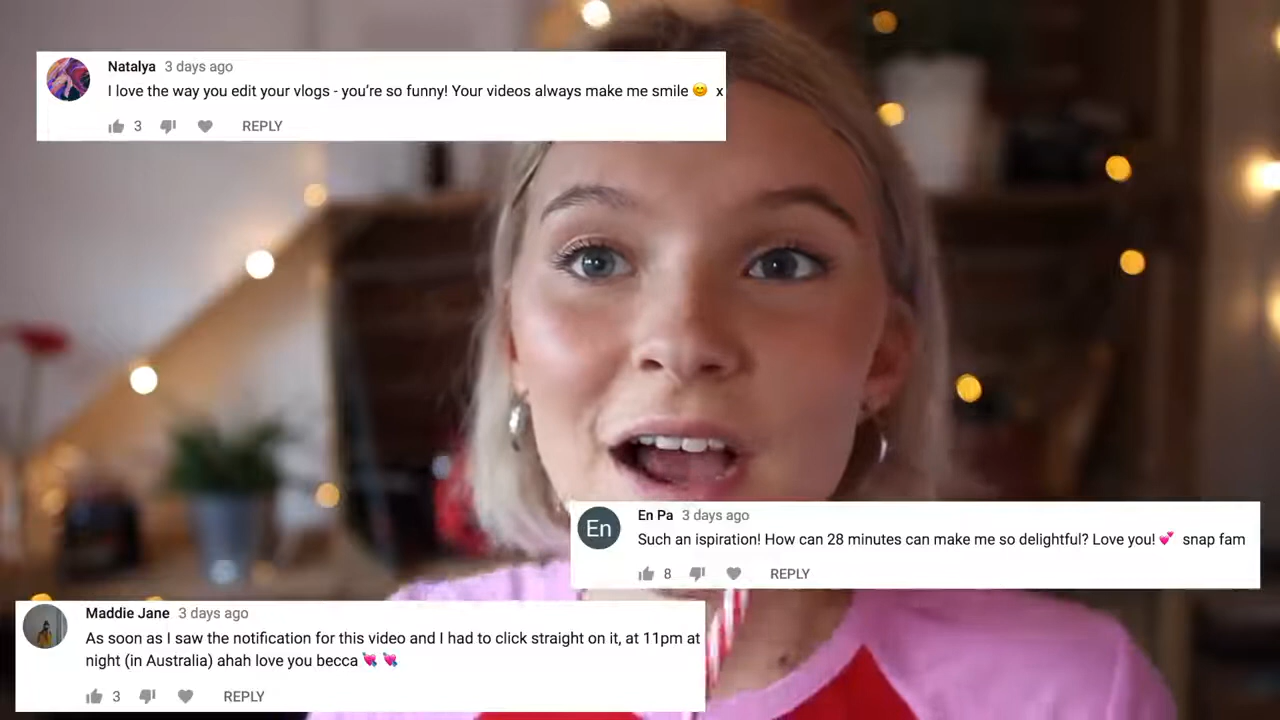 Natalya 3 days ago
I love the way you edit your vlogs - you're so funny! Your videos always make me smile 😊 x
3 REPLY
En
En Pa 3 days ago
Such an ispiration! How can 28 minutes can make me so delightful? Love you! 💕 snap fam
8 REPLY
Maddie Jane 3 days ago
As soon as I saw the notification for this video and I had to click straight on it, at 11pm at
night (in Australia) ahah love you becca 💘 💘
3 REPLY